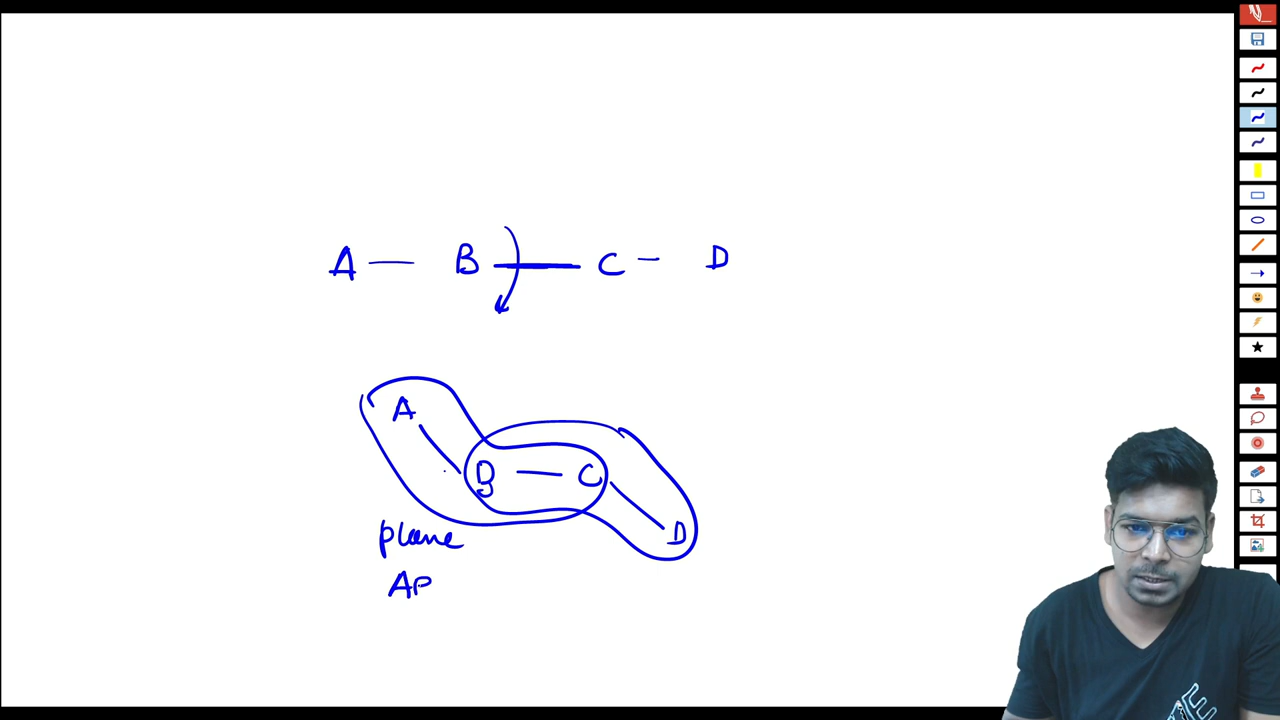 A — B — C - D
A
B — C
D
plane
AP